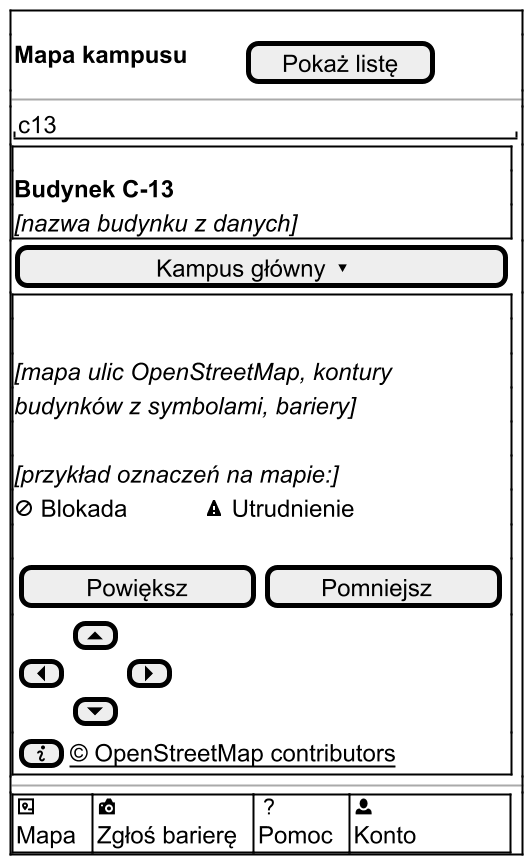 Mapa kampusu
Pokaż listę
c13
Budynek C-13
[nazwa budynku z danych]
Kampus główny ▼
[mapa ulic OpenStreetMap, kontury
budynków z symbolami, bariery]
[przykład oznaczeń na mapie:]
Blokada
Utrudnienie
Powiększ
Pomniejsz
i © OpenStreetMap contributors
?
Mapa
Zgłoś barierę
Pomoc
Konto